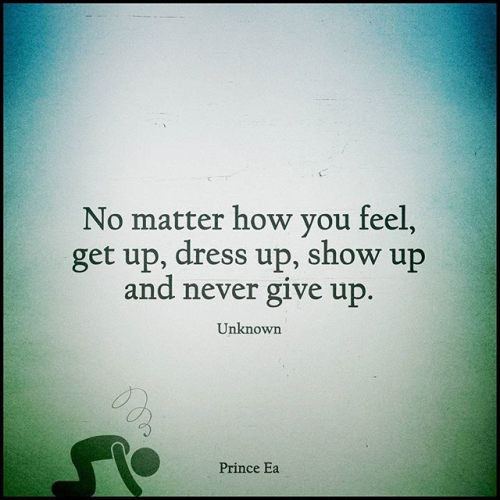 No matter how you feel,
get up, dress up, show up
and never give up.
Unknown
Prince Ea